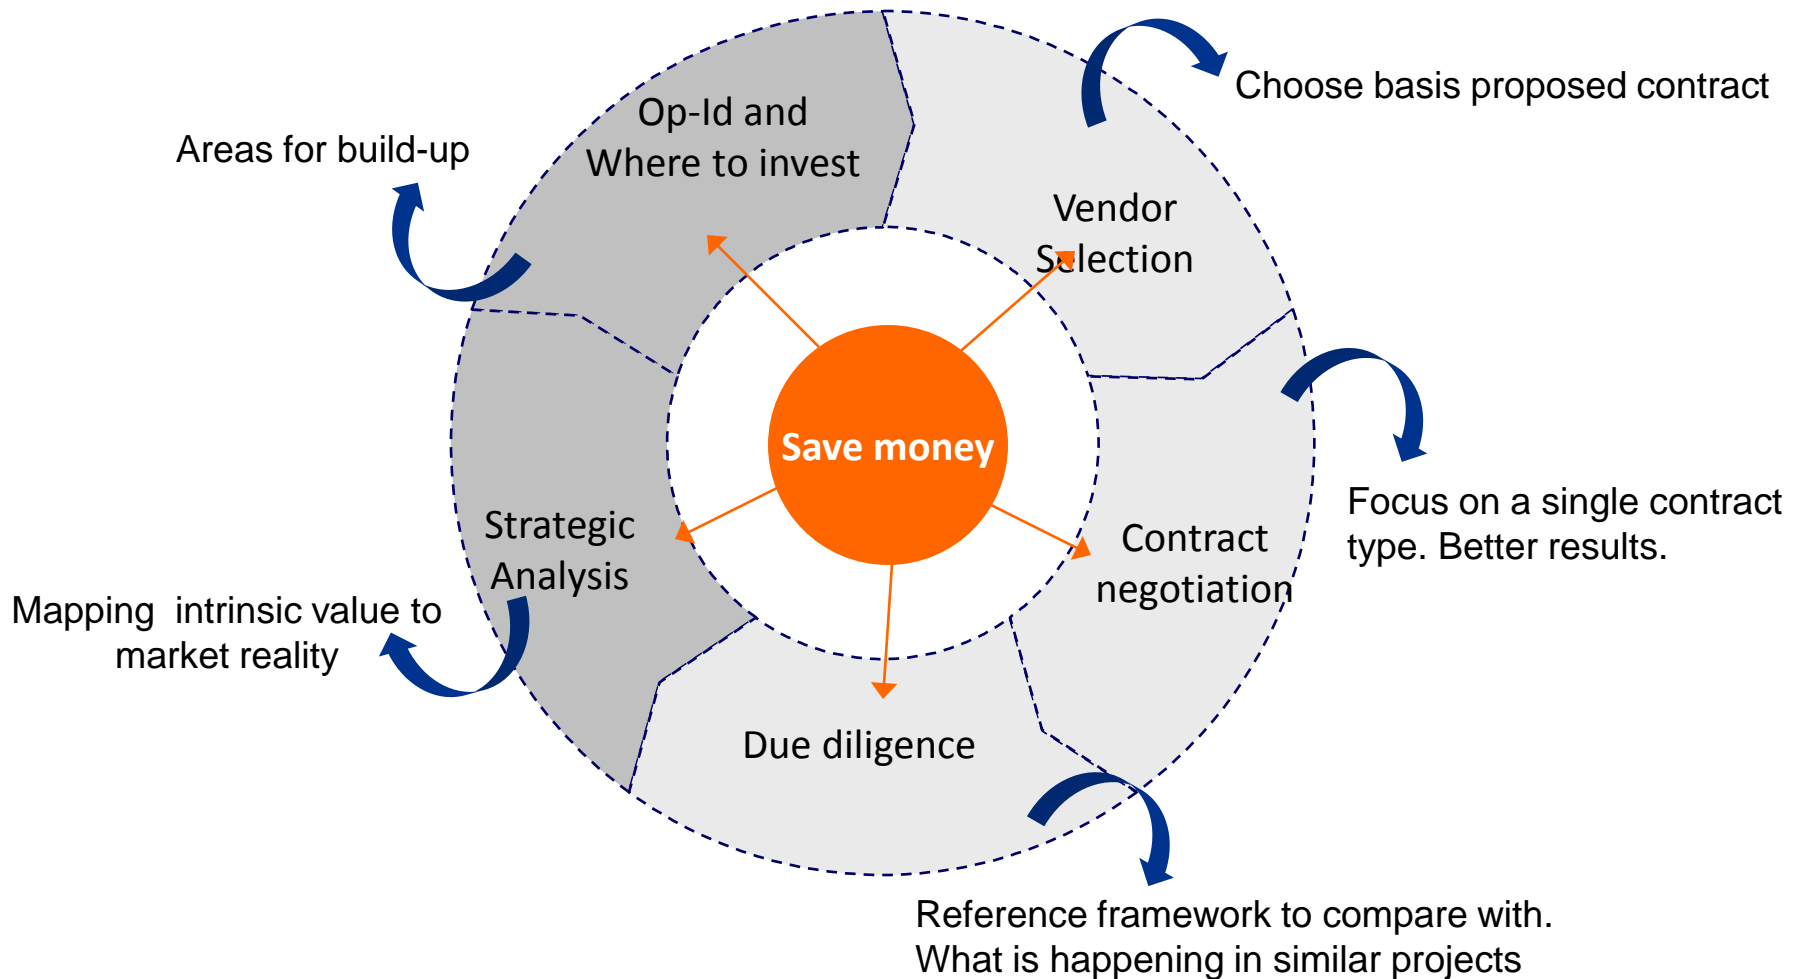 Choose basis proposed contract
Op-Id and
Where to invest
Areas for build-up
Vendor
Selection
Save money
Focus on a single contract
type. Better results.
Strategic
Analysis
Contract
negotiation
Mapping  intrinsic value to
market reality
Due diligence
Reference framework to compare with.
What is happening in similar projects